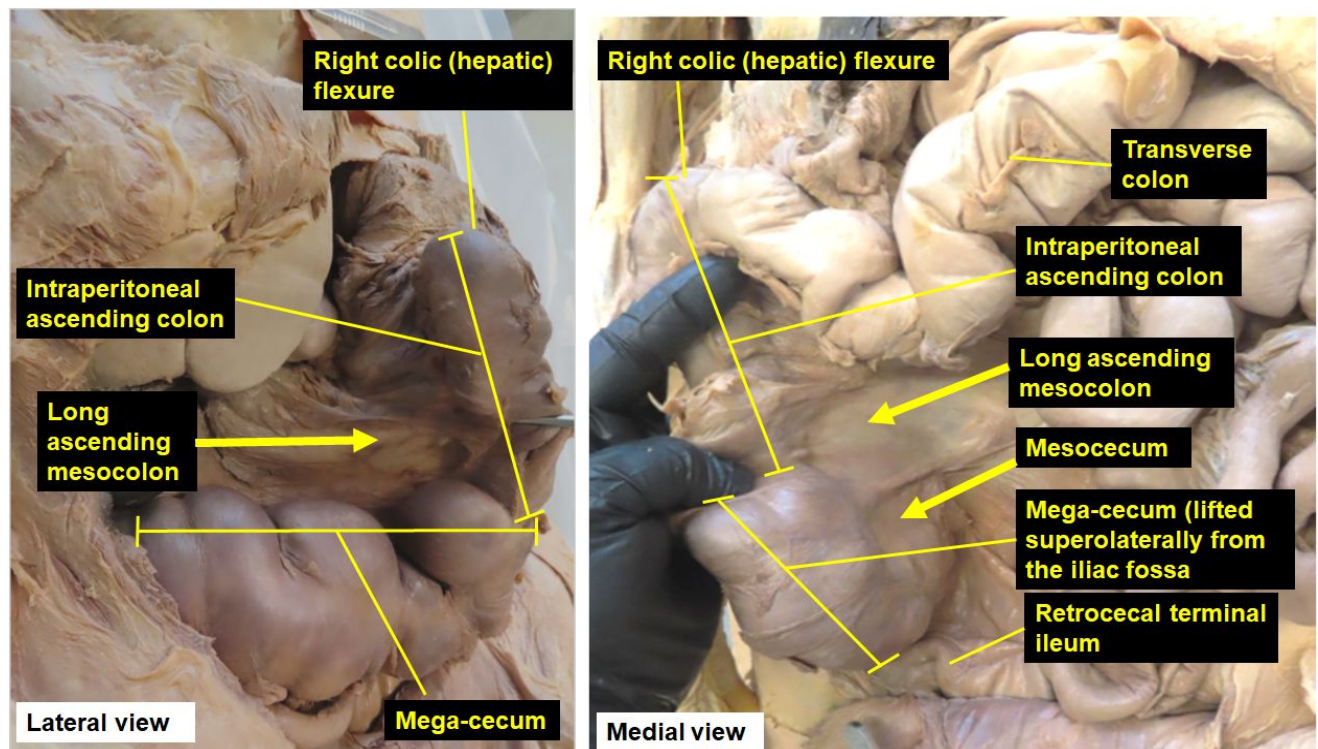 Right colic (hepatic)
flexure
Intraperitoneal
ascending colon
Long
ascending
mesocolon
Lateral view
Mega-cecum
Right colic (hepatic) flexure
Transverse
colon
Intraperitoneal
ascending colon
Long ascending
mesocolon
Mesocecum
Mega-cecum (lifted
superolaterally from
the iliac fossa
Retrocecal terminal
ileum
Medial view